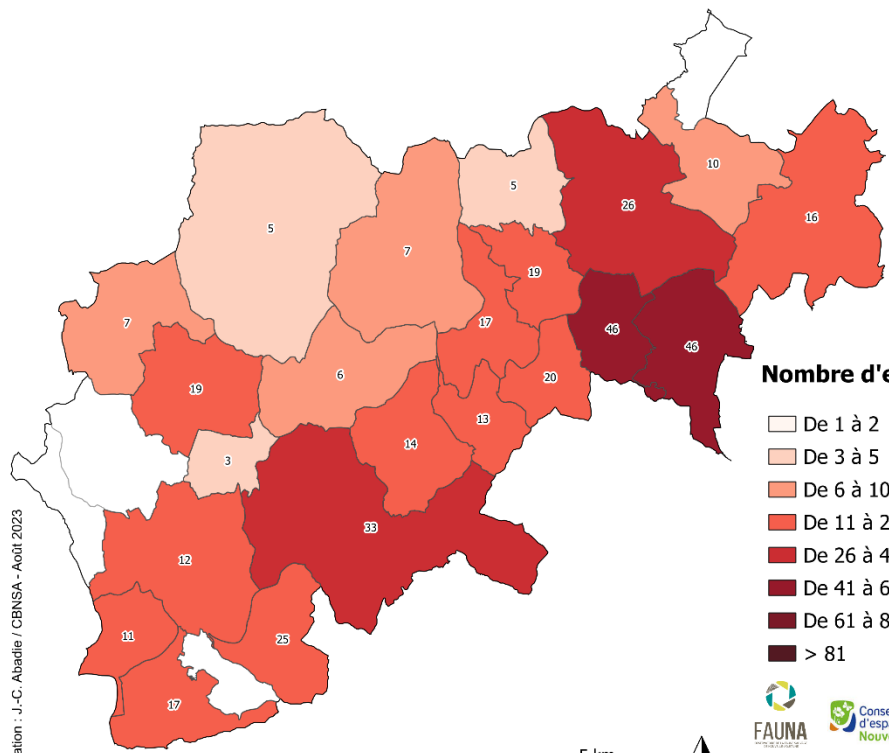 10
5
26
16
5
7
19
7
17
46
46
6
20
19
13
14
3
33
12
11
25
17
Nombre d'e
De 1 à 2
De 3 à 5
De 6 à 10
De 11 à 2
De 26 à 4
De 41 à 6
De 61 à 8
> 81
FAUNA
Conse
d'esp
Nouv
5 km
ation : J.-C. Abadie / CBNSA - Août 2023